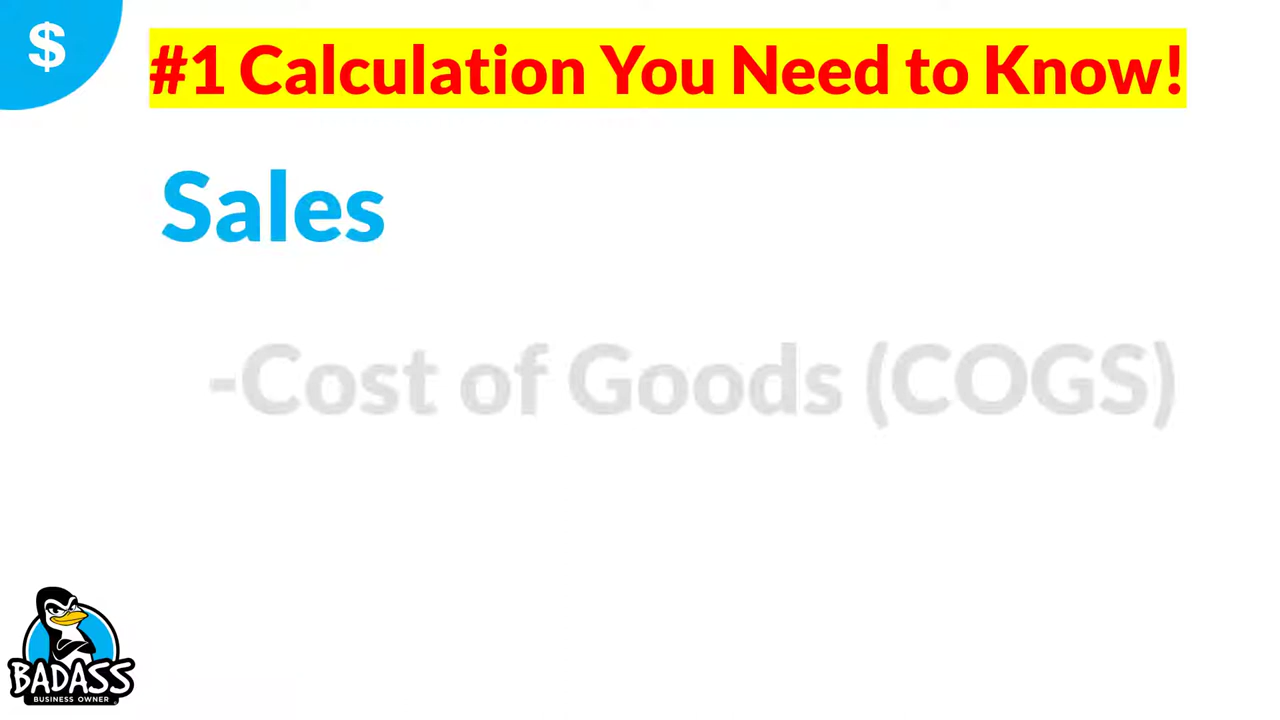 $
#1 Calculation You Need to Know!
Sales
-Cost of Goods (COGS)
BADASS
BUSINESS OWNER